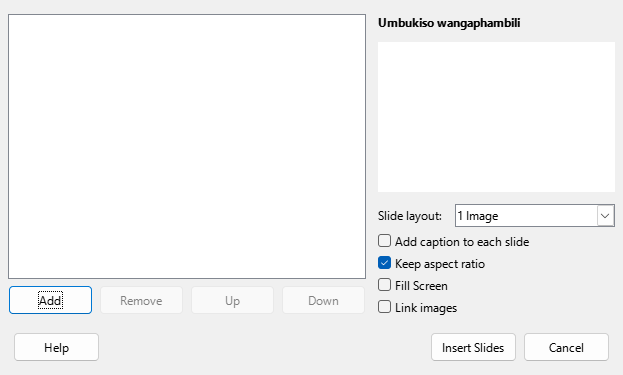 Umbukiso wangaphambili
Slide layout: 1 Image
Add caption to each slide
Keep aspect ratio
Fill Screen
Link images
Add Remove Up Down
Help Insert Slides Cancel